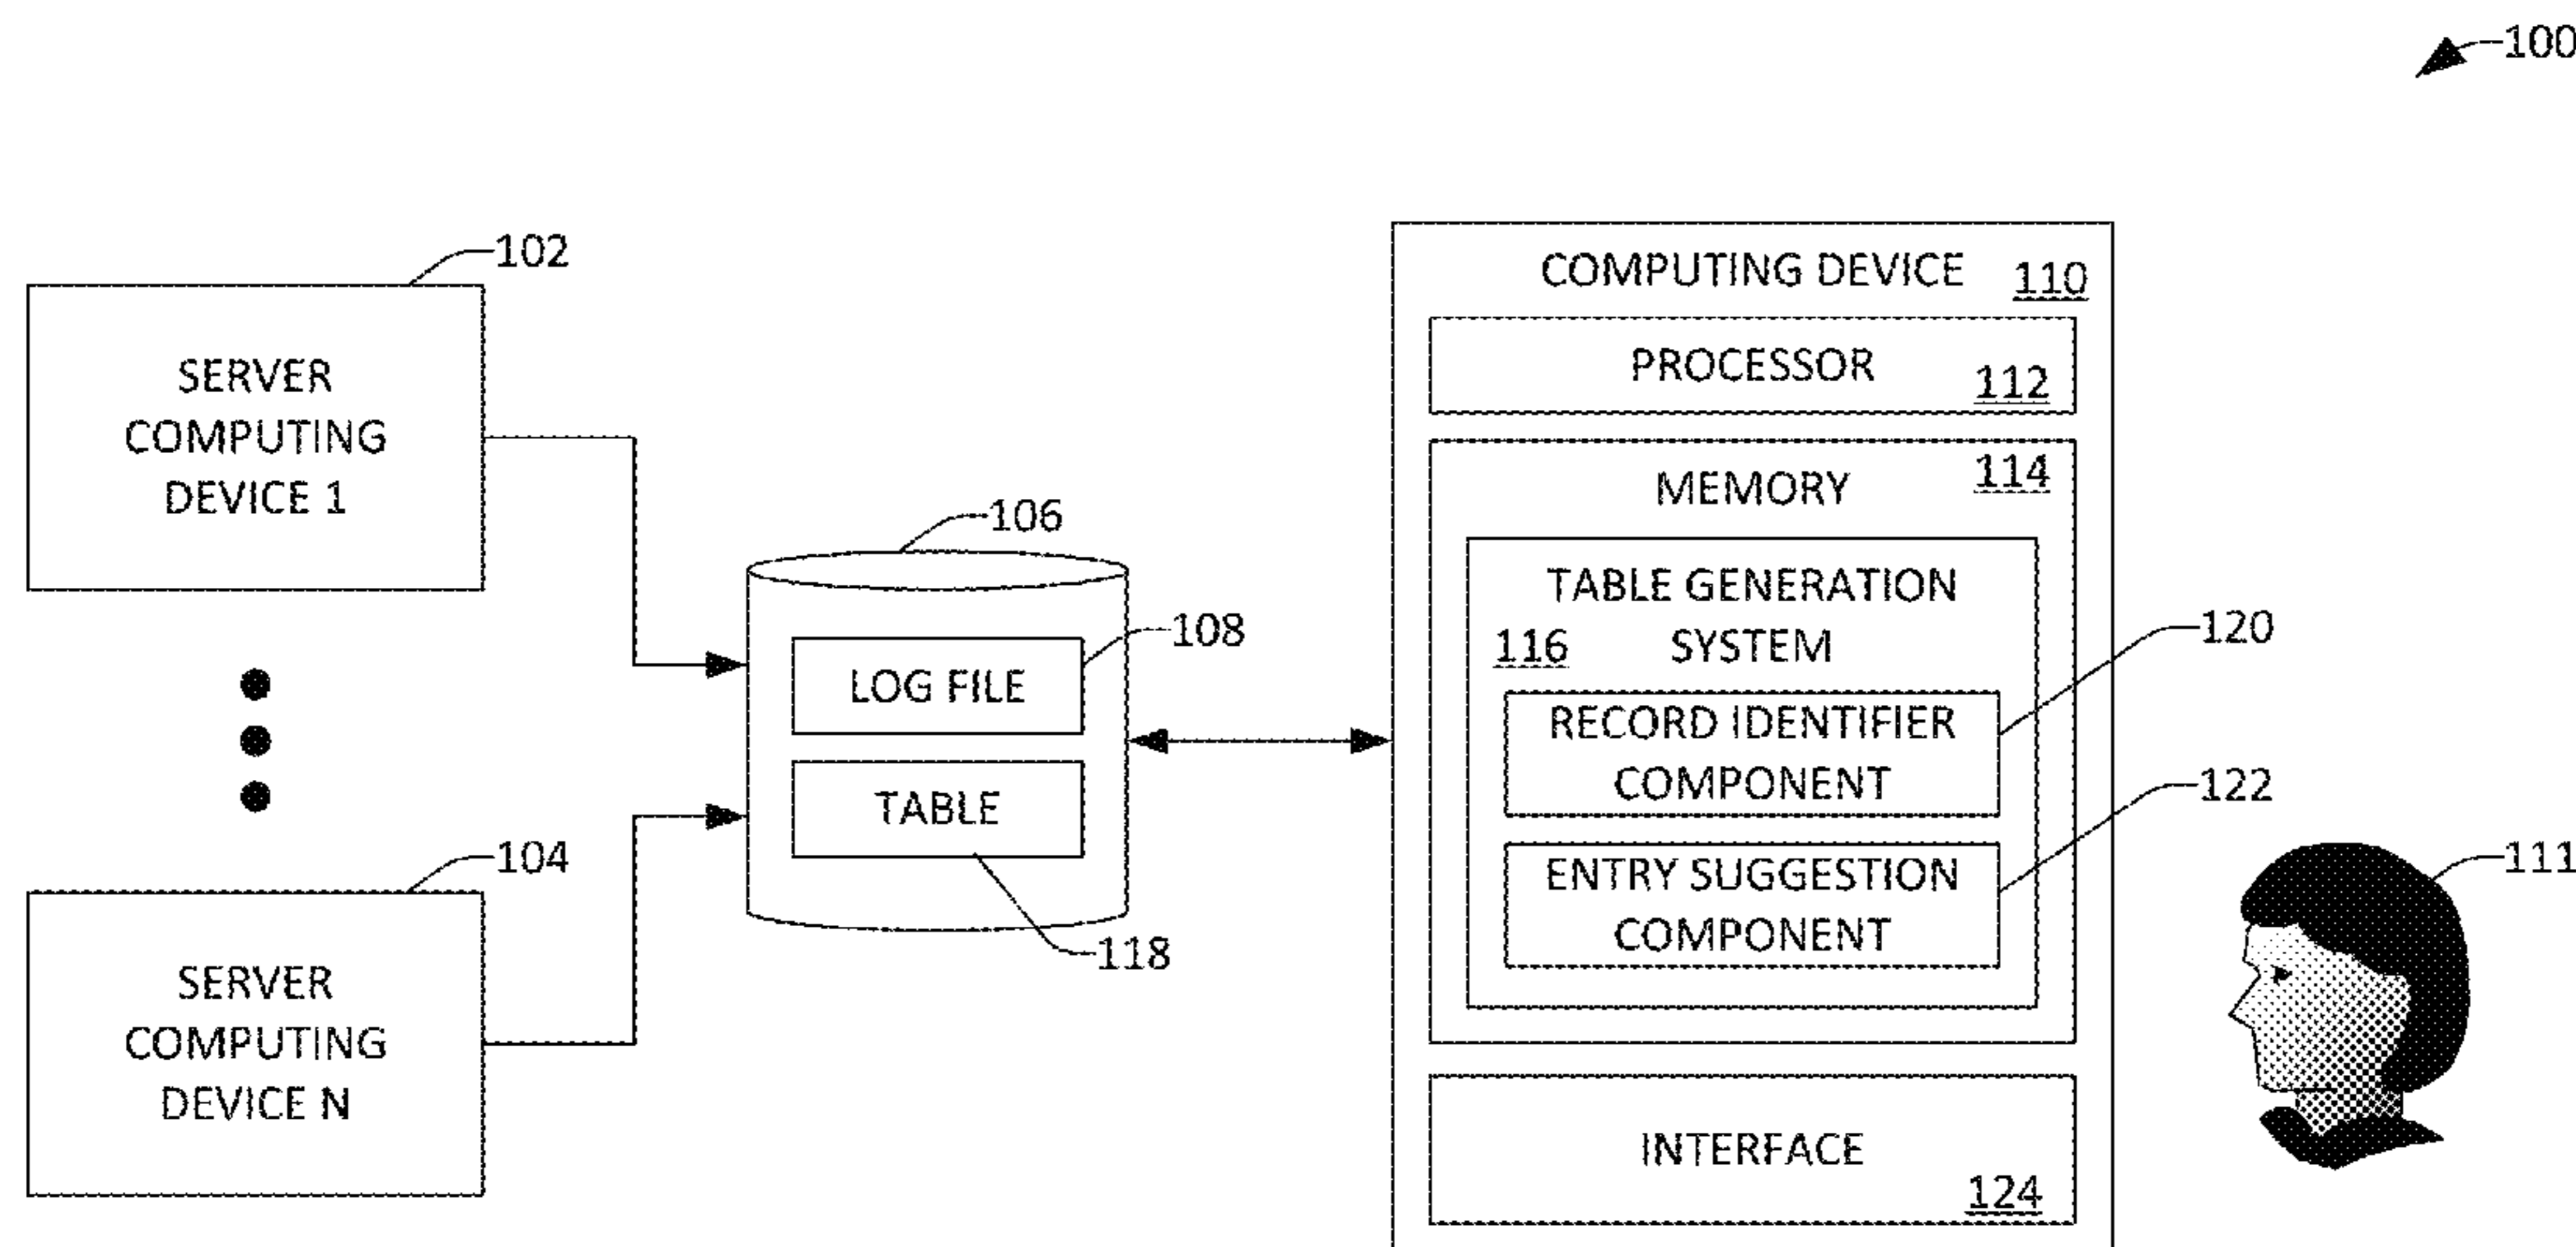 100
102
SERVER
COMPUTING
DEVICE 1
104
SERVER
COMPUTING
DEVICE N
106
108
LOG FILE
TABLE
118
COMPUTING DEVICE 110
PROCESSOR
112
114
MEMORY
TABLE GENERATION
116 SYSTEM
120
RECORD IDENTIFIER
COMPONENT
122
ENTRY SUGGESTION
COMPONENT
INTERFACE
124
111